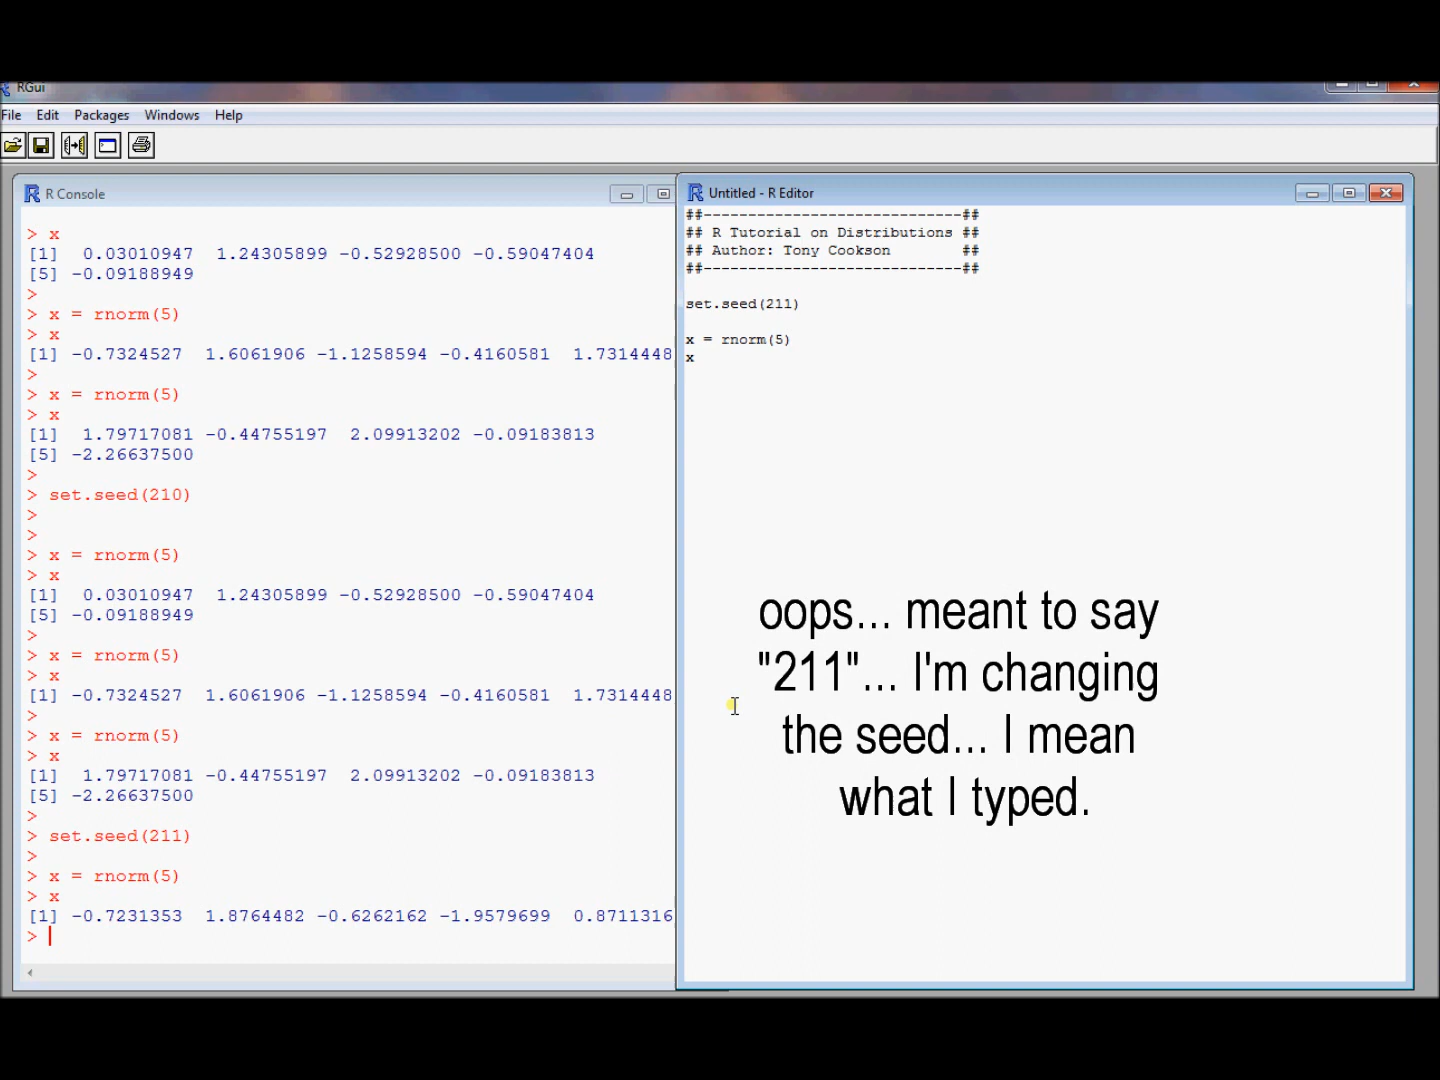 RGui
File Edit Packages Windows Help
R Console
> x
[1] 0.03010947 1.24305899 -0.52928500 -0.59047404
[5] -0.09188949
>
> x = rnorm(5)
> x
[1] -0.7324527 1.6061906 -1.1258594 -0.4160581 1.7314448
>
> x = rnorm(5)
> x
[1] 1.79717081 -0.44755197 2.09913202 -0.09183813
[5] -2.26637500
>
> set.seed(210)
>
>
> x = rnorm(5)
> x
[1] 0.03010947 1.24305899 -0.52928500 -0.59047404
[5] -0.09188949
>
> x = rnorm(5)
> x
[1] -0.7324527 1.6061906 -1.1258594 -0.4160581 1.7314448
>
> x = rnorm(5)
> x
[1] 1.79717081 -0.44755197 2.09913202 -0.09183813
[5] -2.26637500
>
> set.seed(211)
>
> x = rnorm(5)
> x
[1] -0.7231353 1.8764482 -0.6262162 -1.9579699 0.8711316
>
Untitled - R Editor
##-----------------------------##
## R Tutorial on Distributions ##
## Author: Tony Cookson ##
##-----------------------------##
set.seed(211)
x = rnorm(5)
x
oops... meant to say
"211"... I'm changing
the seed... I mean
what I typed.